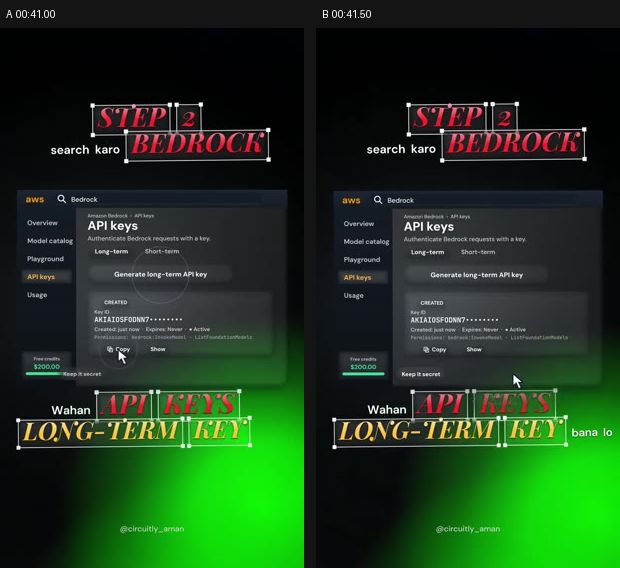 A 00:41.00
STEP 2
search karo BEDROCK
aws Bedrock
Overview
Model catalog
Playground
API keys
Usage
Free credits
$200.00
Amazon Bedrock › API keys
API keys
Authenticate Bedrock requests with a key.
Long-term Short-term
Generate long-term API key
CREATED
Key ID
AKIAIOSFODNN7••••••••
Created: just now · Expires: Never · ● Active
Permissions: bedrock:InvokeModel · ListFoundationModels
Copy Show
Keep it secret
Wahan API KEYS
LONG-TERM KEY
@circuitly_aman
B 00:41.50
STEP 2
search karo BEDROCK
aws Bedrock
Overview
Model catalog
Playground
API keys
Usage
Free credits
$200.00
Amazon Bedrock › API keys
API keys
Authenticate Bedrock requests with a key.
Long-term Short-term
Generate long-term API key
CREATED
Key ID
AKIAIOSFODNN7••••••••
Created: just now · Expires: Never · ● Active
Permissions: bedrock:InvokeModel · ListFoundationModels
Copy Show
Keep it secret
Wahan API KEYS
LONG-TERM KEY bana lo
@circuitly_aman